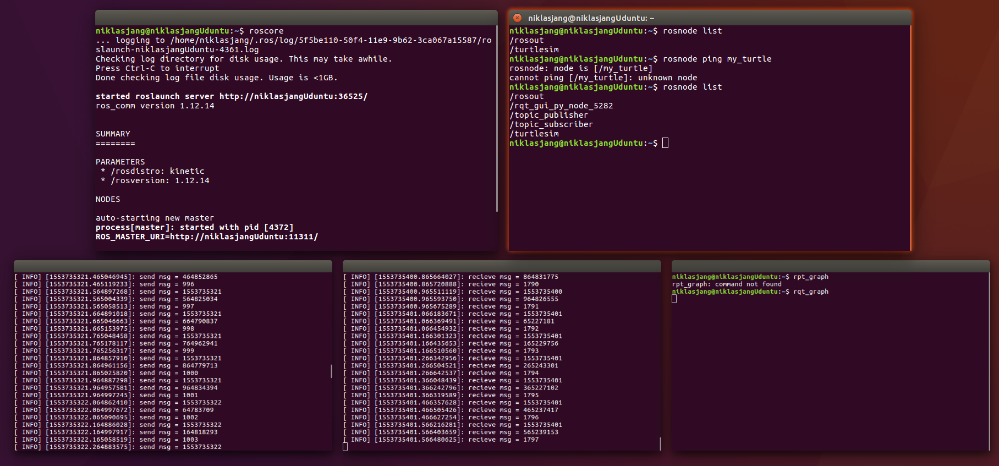 niklasjang@niklasjangUduntu:~$ roscore
... logging to /home/niklasjang/.ros/log/5f5be110-50f4-11e9-9b62-3ca067a15587/ro
slaunch-niklasjangUduntu-4361.log
Checking log directory for disk usage. This may take awhile.
Press Ctrl-C to interrupt
Done checking log file disk usage. Usage is <1GB.
started roslaunch server http://niklasjangUduntu:36525/
ros_comm version 1.12.14
SUMMARY
========
PARAMETERS
 * /rosdistro: kinetic
 * /rosversion: 1.12.14
NODES
auto-starting new master
process[master]: started with pid [4372]
ROS_MASTER_URI=http://niklasjangUduntu:11311/
niklasjang@niklasjangUduntu: ~
niklasjang@niklasjangUduntu:~$ rosnode list
/rosout
/turtlesim
niklasjang@niklasjangUduntu:~$ rosnode ping my_turtle
rosnode: node is [/my_turtle]
cannot ping [/my_turtle]: unknown node
niklasjang@niklasjangUduntu:~$ rosnode list
/rosout
/rqt_gui_py_node_5282
/topic_publisher
/topic_subscriber
/turtlesim
niklasjang@niklasjangUduntu:~$
[ INFO] [1553735321.465046945]: send msg = 464852865
[ INFO] [1553735321.465119233]: send msg = 996
[ INFO] [1553735321.564897268]: send msg = 1553735321
[ INFO] [1553735321.565004339]: send msg = 564825034
[ INFO] [1553735321.565058513]: send msg = 997
[ INFO] [1553735321.664891018]: send msg = 1553735321
[ INFO] [1553735321.665046663]: send msg = 664790837
[ INFO] [1553735321.665153975]: send msg = 998
[ INFO] [1553735321.765048458]: send msg = 1553735321
[ INFO] [1553735321.765178117]: send msg = 764962941
[ INFO] [1553735321.765256317]: send msg = 999
[ INFO] [1553735321.864857910]: send msg = 1553735321
[ INFO] [1553735321.864961156]: send msg = 864779713
[ INFO] [1553735321.865025820]: send msg = 1000
[ INFO] [1553735321.964887298]: send msg = 1553735321
[ INFO] [1553735321.964957581]: send msg = 964834394
[ INFO] [1553735321.964997245]: send msg = 1001
[ INFO] [1553735322.064862410]: send msg = 1553735322
[ INFO] [1553735322.064997672]: send msg = 64783709
[ INFO] [1553735322.065090695]: send msg = 1002
[ INFO] [1553735322.164886028]: send msg = 1553735322
[ INFO] [1553735322.164997917]: send msg = 164818293
[ INFO] [1553735322.165058519]: send msg = 1003
[ INFO] [1553735322.264883575]: send msg = 1553735322
[ INFO] [1553735400.865664027]: recieve msg = 864831775
[ INFO] [1553735400.865720888]: recieve msg = 1790
[ INFO] [1553735400.965511119]: recieve msg = 1553735400
[ INFO] [1553735400.965593750]: recieve msg = 964826555
[ INFO] [1553735400.965675289]: recieve msg = 1791
[ INFO] [1553735401.066183671]: recieve msg = 1553735401
[ INFO] [1553735401.066369491]: recieve msg = 65227181
[ INFO] [1553735401.066454932]: recieve msg = 1792
[ INFO] [1553735401.166301323]: recieve msg = 1553735401
[ INFO] [1553735401.166435653]: recieve msg = 165229756
[ INFO] [1553735401.166510560]: recieve msg = 1793
[ INFO] [1553735401.266342956]: recieve msg = 1553735401
[ INFO] [1553735401.266504521]: recieve msg = 265243301
[ INFO] [1553735401.266642537]: recieve msg = 1794
[ INFO] [1553735401.366048439]: recieve msg = 1553735401
[ INFO] [1553735401.366242796]: recieve msg = 365227102
[ INFO] [1553735401.366319589]: recieve msg = 1795
[ INFO] [1553735401.466357628]: recieve msg = 1553735401
[ INFO] [1553735401.466505426]: recieve msg = 465237417
[ INFO] [1553735401.466627254]: recieve msg = 1796
[ INFO] [1553735401.566216281]: recieve msg = 1553735401
[ INFO] [1553735401.566403659]: recieve msg = 565239153
[ INFO] [1553735401.566480625]: recieve msg = 1797
niklasjang@niklasjangUduntu:~$ rpt_graph
rpt_graph: command not found
niklasjang@niklasjangUduntu:~$ rqt_graph